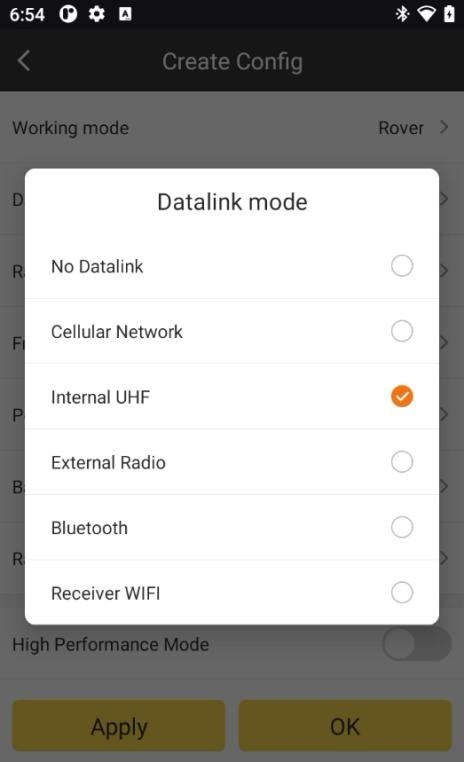 6:54
Create Config
Working mode Rover
Datalink mode
No Datalink
Cellular Network
Internal UHF
External Radio
Bluetooth
Receiver WIFI
High Performance Mode
Apply OK